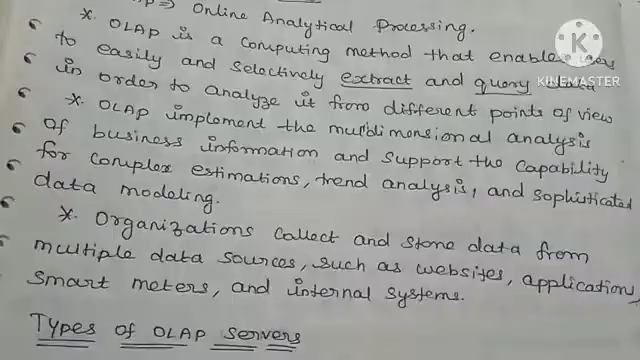 ⇒ Online Analytical Processing.
* OLAP is a computing method that enable
to easily and selectively extract and query data
in order to analyze it from different points of view
* OLAP implement the multidimensional analysis
of business information and support the capability
for complex estimations, trend analysis, and sophisticated
data modeling.
* Organizations collect and store data from
multiple data sources, such as websites, application,
smart meters, and internal systems.
Types of OLAP Servers
KINEMASTER